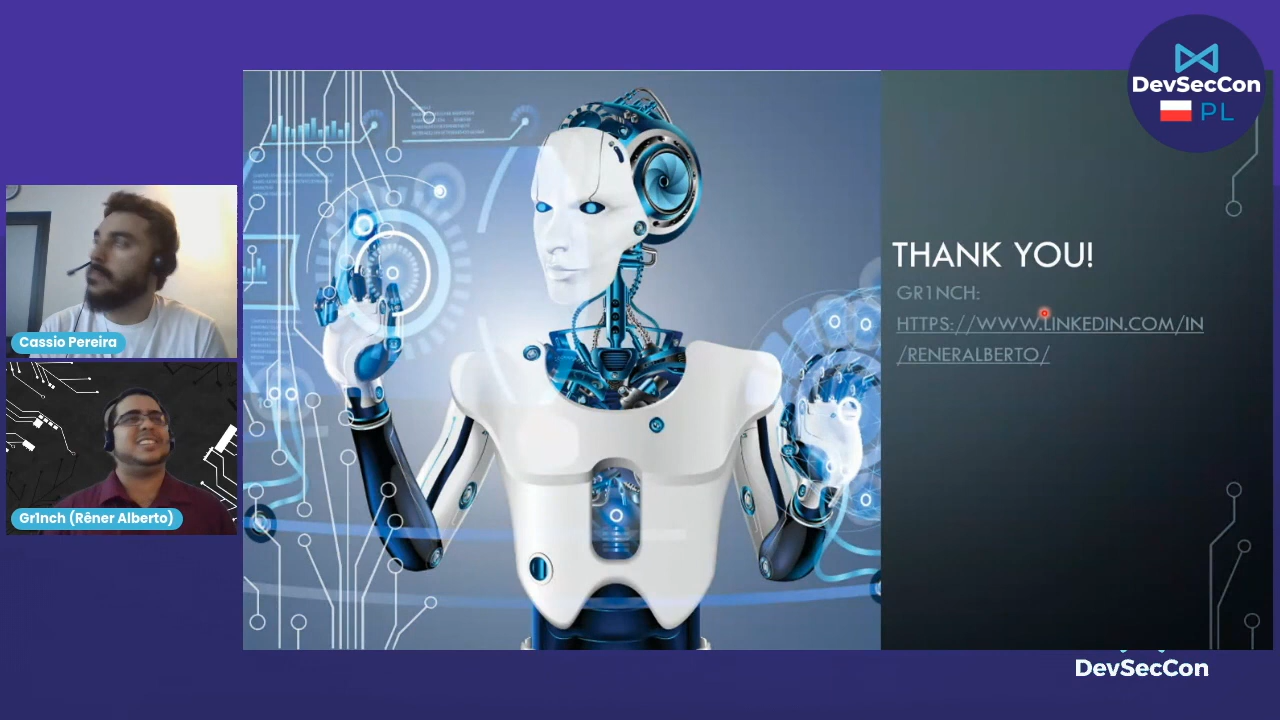 DevSecCon
PL
THANK YOU!
GR1NCH:
HTTPS://WWW.LINKEDIN.COM/IN
/RENERALBERTO/
Cassio Pereira
Gr1nch (Rêner Alberto)
DevSecCon